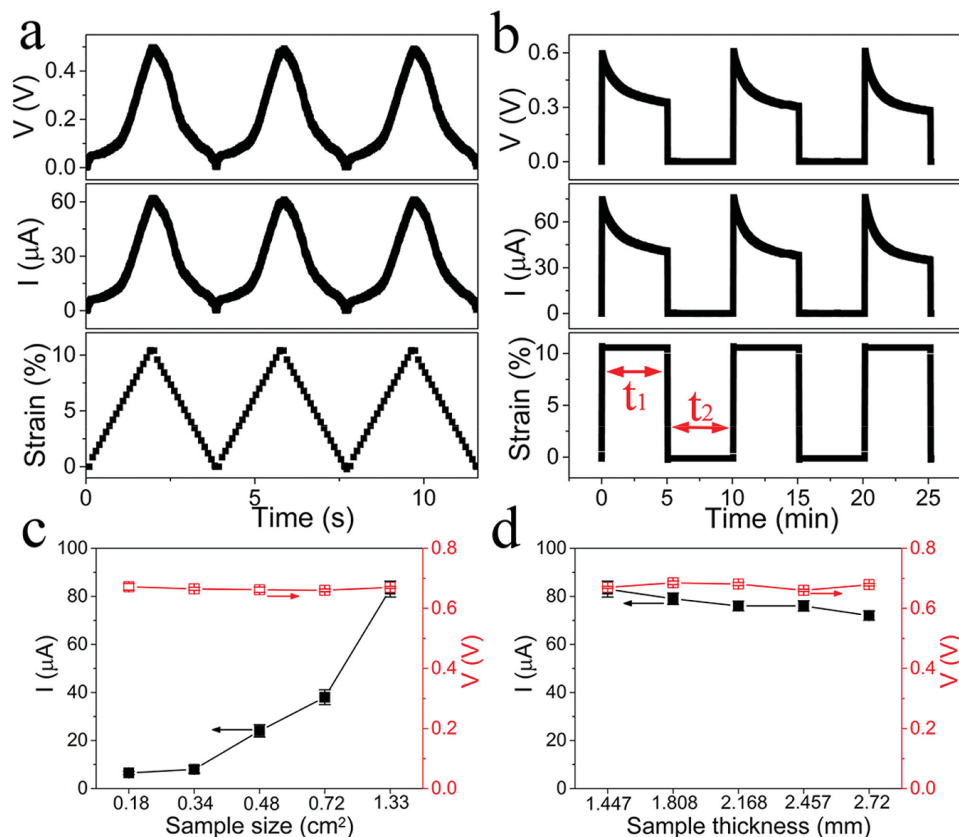 a
V (V)
0.4
0.2
0.0
I (μA)
60
30
0
Strain (%)
10
5
0
0 5 10
Time (s)
b
V (V)
0.6
0.3
0.0
I (μA)
60
30
0
Strain (%)
10
5
0
t1
t2
0 5 10 15 20 25
Time (min)
c
I (μA)
100
80
60
40
20
0
0.8
0.6
0.4
0.2
0.0
V (V)
0.18 0.34 0.48 0.72 1.33
Sample size (cm²)
d
I (μA)
100
80
60
40
20
0
0.8
0.6
0.4
0.2
0.0
V (V)
1.447 1.808 2.168 2.457 2.72
Sample thickness (mm)